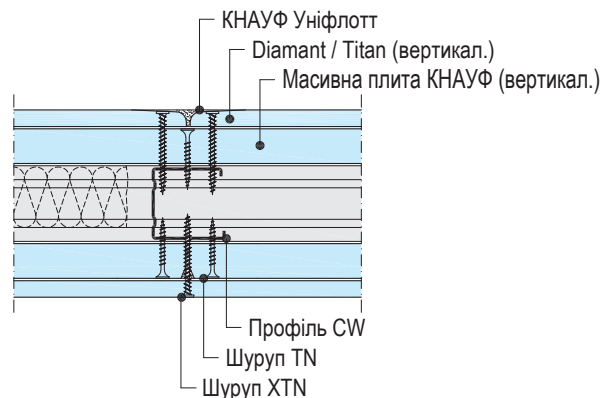 КНАУФ Уніфлотт
Diamant / Titan (вертикал.)
Масивна плита КНАУФ (вертикал.)
Профіль CW
Шуруп TN
Шуруп XTN